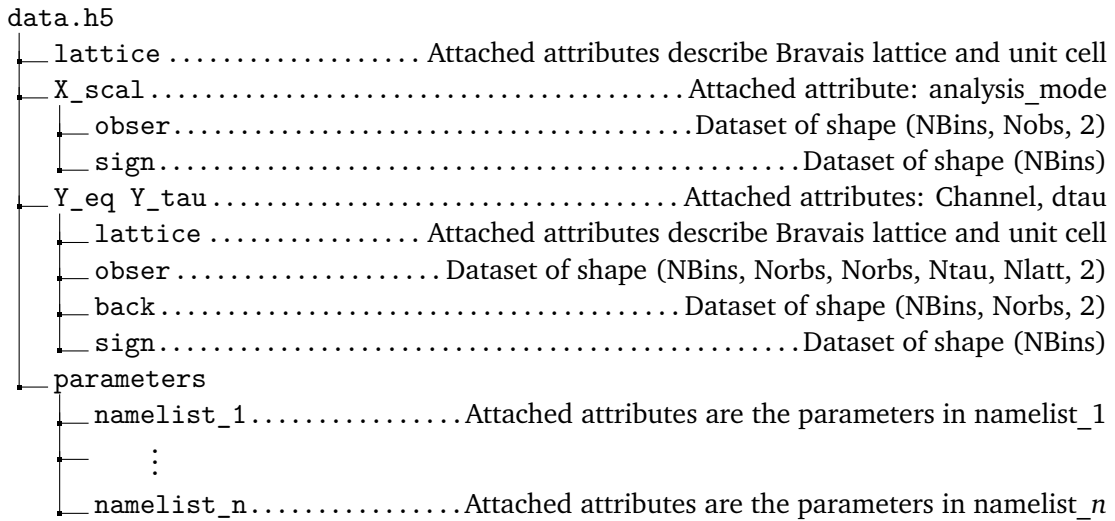 data.h5
lattice ................... Attached attributes describe Bravais lattice and unit cell
X_scal ........................................ Attached attribute: analysis_mode
obser ....................................... Dataset of shape (NBins, Nobs, 2)
sign ................................................ Dataset of shape (NBins)
Y_eq Y_tau ................................... Attached attributes: Channel, dtau
lattice ................ Attached attributes describe Bravais lattice and unit cell
obser .................... Dataset of shape (NBins, Norbs, Norbs, Ntau, Nlatt, 2)
back ....................................... Dataset of shape (NBins, Norbs, 2)
sign ................................................ Dataset of shape (NBins)
parameters
namelist_1 ................ Attached attributes are the parameters in namelist_1
⋮
namelist_n ................ Attached attributes are the parameters in namelist_n